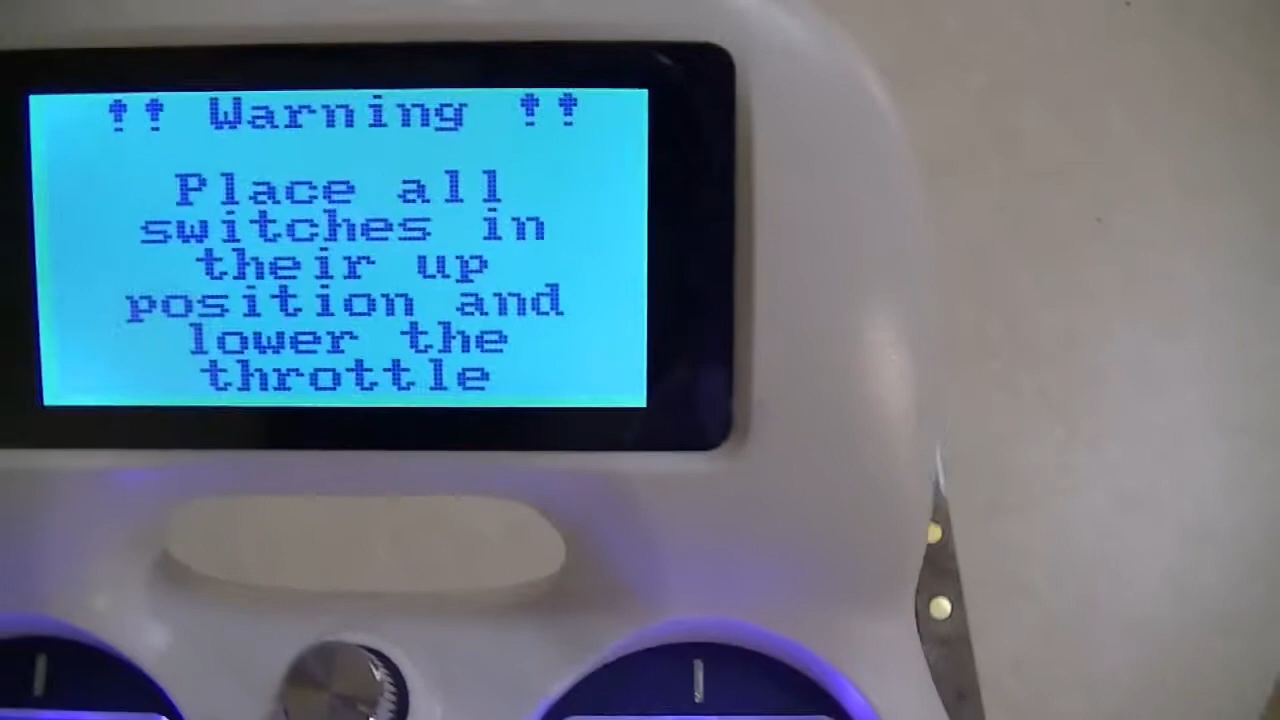 !! Warning !!
Place all
switches in
their up
position and
lower the
throttle